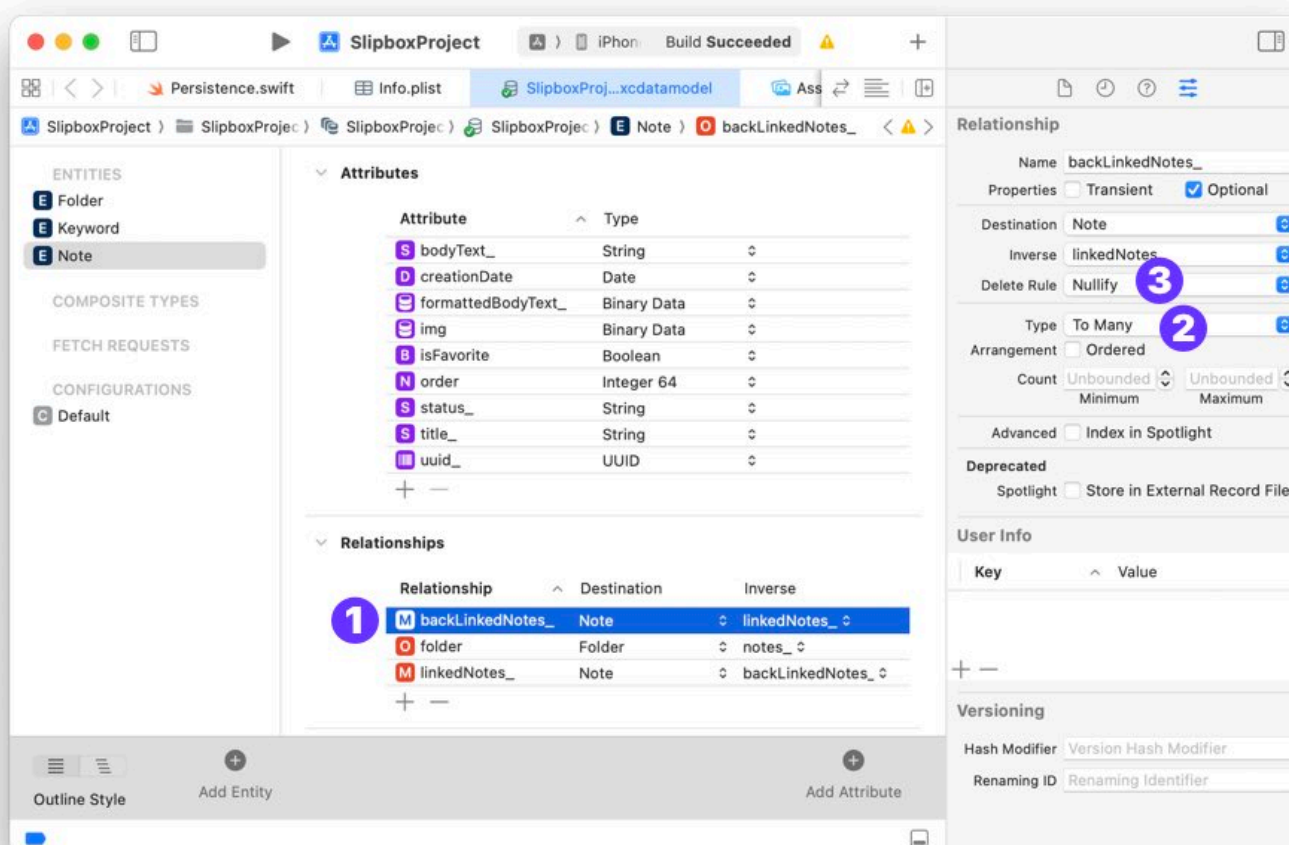 SlipboxProject
iPhon
Build Succeeded
Persistence.swift
Info.plist
SlipboxProj...xcdatamodel
Ass
SlipboxProject
SlipboxProjec
SlipboxProjec
SlipboxProjec
E Note
O backLinkedNotes_
ENTITIES
E Folder
E Keyword
E Note
COMPOSITE TYPES
FETCH REQUESTS
CONFIGURATIONS
C Default
Attributes
Attribute Type
S bodyText_ String
D creationDate Date
formattedBodyText_ Binary Data
img Binary Data
B isFavorite Boolean
N order Integer 64
S status_ String
S title_ String
uuid_ UUID
Relationships
Relationship Destination Inverse
1 M backLinkedNotes_ Note linkedNotes_
O folder Folder notes_
M linkedNotes_ Note backLinkedNotes_
Outline Style
Add Entity
Add Attribute
Relationship
Name backLinkedNotes_
Properties Transient Optional
Destination Note
Inverse linkedNotes_
Delete Rule Nullify 3
Type To Many 2
Arrangement Ordered
Count Unbounded Unbounded
Minimum Maximum
Advanced Index in Spotlight
Deprecated
Spotlight Store in External Record File
User Info
Key Value
Versioning
Hash Modifier Version Hash Modifier
Renaming ID Renaming Identifier